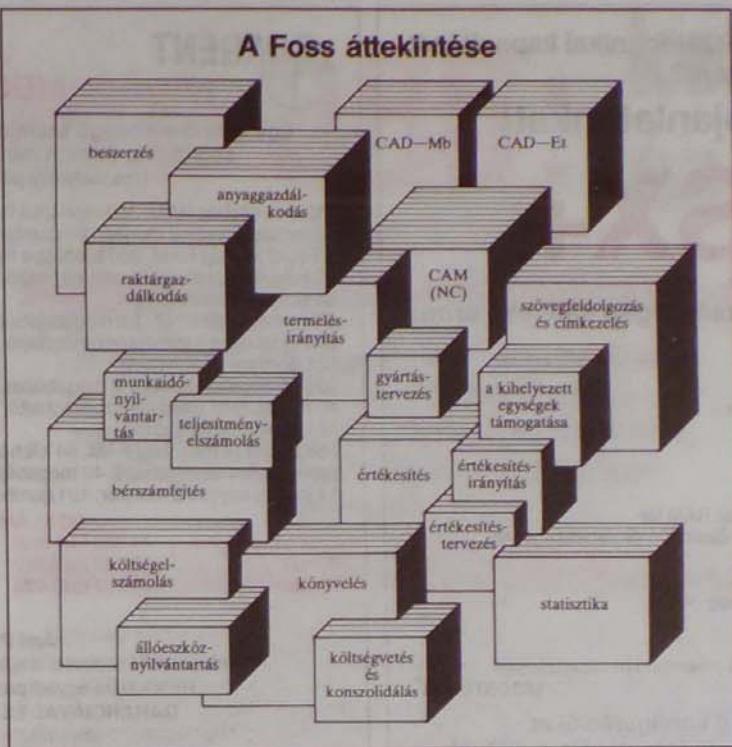 A Foss áttekintése
beszerzés
CAD—Mb
CAD—Et
anyaggazdál-
kodás
raktárgaz-
dálkodás
CAM
(NC)
szövegfeldolgozás
és címkezelés
termelés-
irányítás
munkaidő-
nyil-
vántar-
tás
gyártás-
tervezés
a kihelyezett
egységek
támogatása
teljesítmény-
elszámolás
bérszámfejtés
értékesítés
értékesítés-
irányítás
értékesítés-
tervezés
költségel-
számolás
könyvelés
statisztika
állóeszköz-
nyilvántartás
költségvetés
és
konszolidálás